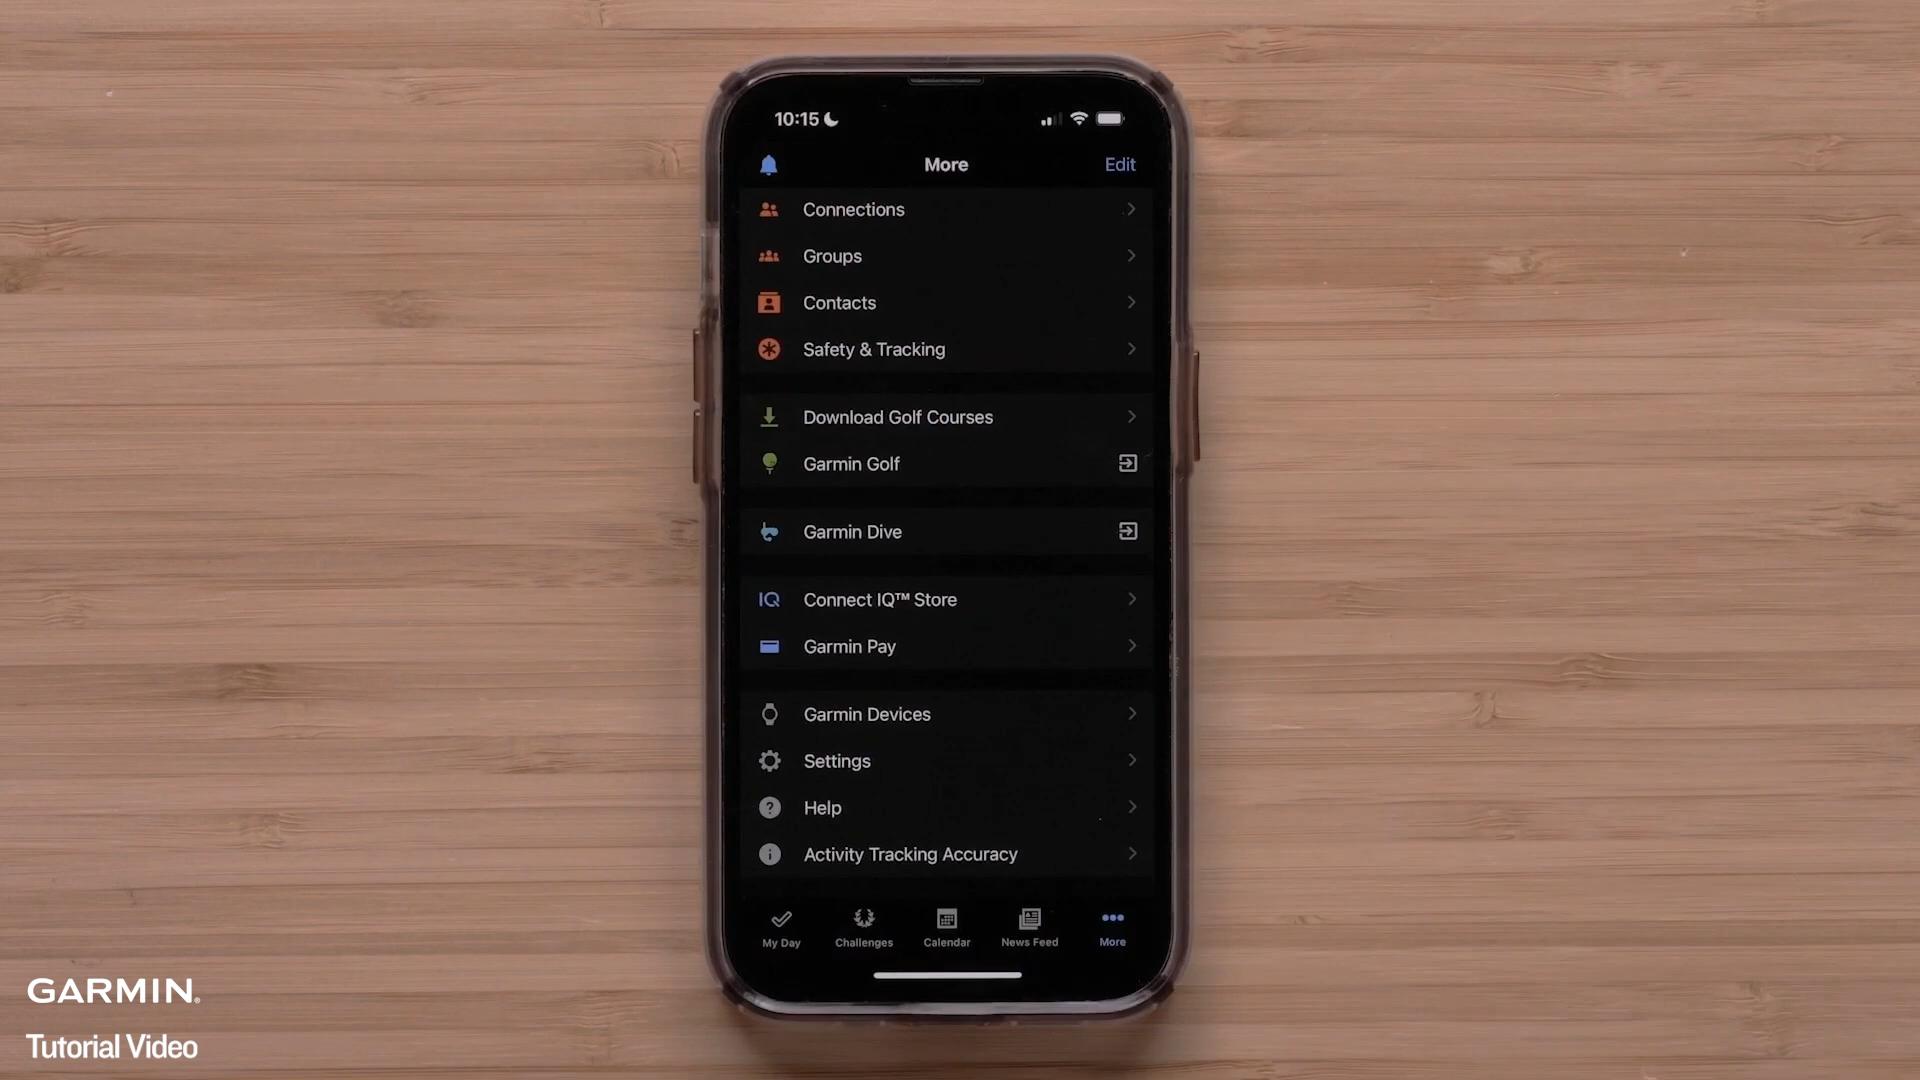 10:15
More
Edit
Connections
Groups
Contacts
Safety & Tracking
Download Golf Courses
Garmin Golf
Garmin Dive
IQ Connect IQ™ Store
Garmin Pay
Garmin Devices
Settings
? Help
i Activity Tracking Accuracy
My Day
Challenges
Calendar
News Feed
More
GARMIN®
Tutorial Video